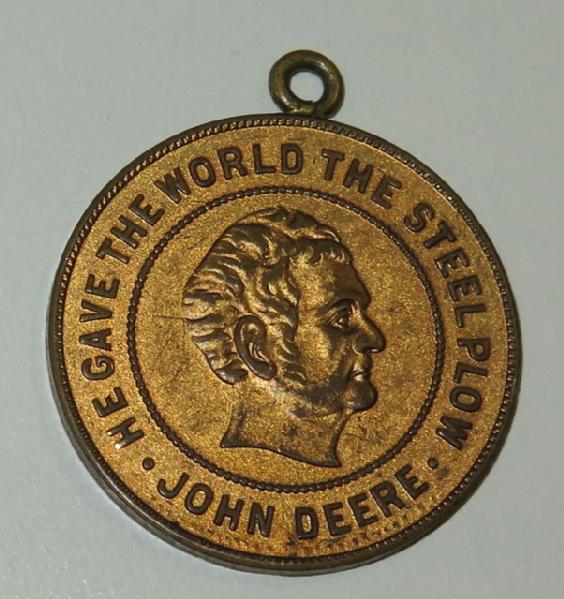 HE GAVE THE WORLD THE STEEL PLOW
· JOHN DEERE ·